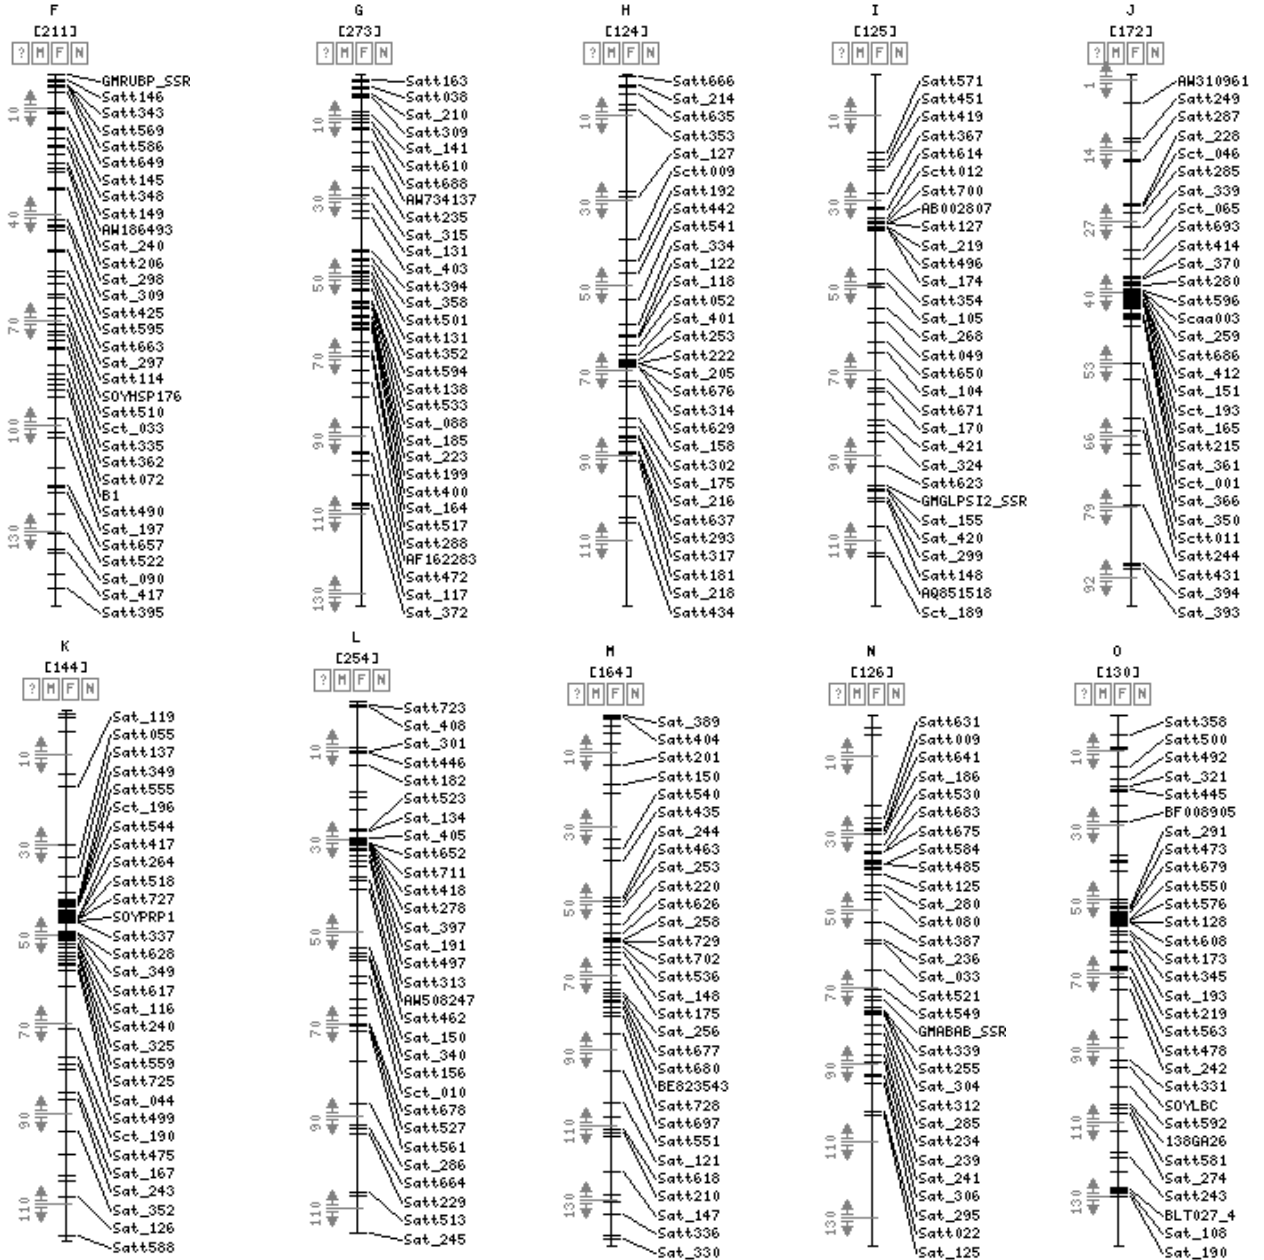 F
[211]
? M F N
GMRUBP_SSR
Satt146
Satt343
Satt569
Satt586
Satt649
Satt145
Satt348
Satt149
AW186493
Sat_240
Satt206
Sat_298
Sat_309
Satt425
Satt595
Satt663
Sat_297
Satt114
SOYHSP176
Satt510
Sct_033
Satt335
Satt362
Satt072
B1
Satt490
Sat_197
Satt657
Satt522
Sat_090
Sat_417
Satt395
10
40
70
100
130
G
[273]
? M F N
Satt163
Satt038
Sat_210
Satt309
Sat_141
Satt610
Satt688
AW734137
Satt235
Sat_315
Sat_131
Sat_403
Satt394
Sat_358
Satt501
Satt131
Satt352
Satt594
Satt138
Satt533
Sat_088
Sat_185
Sat_223
Satt199
Satt400
Sat_164
Satt517
Satt288
AF162283
Satt472
Sat_117
Sat_372
10
30
50
70
90
110
130
H
[124]
? M F N
Satt666
Sat_214
Satt635
Satt353
Sat_127
Sctt009
Satt192
Satt442
Satt541
Sat_334
Sat_122
Sat_118
Satt052
Sat_401
Satt253
Satt222
Sat_205
Satt676
Satt314
Satt629
Sat_158
Satt302
Sat_175
Sat_216
Satt637
Satt293
Satt317
Satt181
Sat_218
Satt434
10
30
50
70
90
110
I
[125]
? M F N
Satt571
Satt451
Satt419
Satt367
Satt614
Sctt012
Satt700
AB002807
Satt127
Sat_219
Satt496
Sat_174
Satt354
Sat_105
Sat_268
Satt049
Satt650
Sat_104
Satt671
Sat_170
Sat_421
Sat_324
Satt623
GMGLPSI2_SSR
Sat_155
Sat_420
Sat_299
Satt148
AQ851518
Sct_189
10
30
50
70
90
110
J
[172]
? M F N
AW310961
Satt249
Satt287
Sat_228
Sct_046
Satt285
Sat_339
Sct_065
Satt693
Satt414
Sat_370
Satt280
Satt596
Scaa003
Sat_259
Satt686
Sat_412
Sat_151
Sct_193
Sat_165
Satt215
Sat_361
Sct_001
Sat_366
Sat_350
Sctt011
Satt244
Satt431
Sat_394
Sat_393
1
14
27
40
53
66
79
92
K
[144]
? M F N
Sat_119
Satt055
Satt137
Satt349
Satt555
Sct_196
Satt544
Satt417
Satt264
Satt518
Satt727
SOYPRP1
Satt337
Satt628
Sat_349
Satt617
Sat_116
Satt240
Sat_325
Satt559
Satt725
Sat_044
Satt499
Sct_190
Satt475
Sat_167
Sat_243
Sat_352
Sat_126
Satt588
10
30
50
70
90
110
L
[254]
? M F N
Satt723
Sat_408
Sat_301
Satt446
Satt182
Satt523
Sat_134
Sat_405
Satt652
Satt711
Satt418
Satt278
Sat_397
Sat_191
Satt497
Satt313
AW508247
Satt462
Sat_150
Sat_340
Satt156
Sct_010
Satt678
Satt527
Satt561
Sat_286
Satt664
Satt229
Satt513
Sat_245
10
30
50
70
90
110
M
[164]
? M F N
Sat_389
Satt404
Satt201
Satt150
Satt540
Satt435
Sat_244
Satt463
Sat_253
Satt220
Satt626
Sat_258
Satt729
Satt702
Satt536
Sat_148
Satt175
Sat_256
Satt677
Satt680
BE823543
Satt728
Satt697
Satt551
Sat_121
Satt618
Satt210
Sat_147
Satt336
Sat_330
10
30
50
70
90
110
130
N
[126]
? M F N
Satt631
Satt009
Satt641
Sat_186
Satt530
Satt683
Satt675
Satt584
Satt485
Satt125
Sat_280
Satt080
Satt387
Sat_236
Sat_033
Satt521
Satt549
GMABAB_SSR
Satt339
Satt255
Sat_304
Satt312
Sat_285
Satt234
Sat_239
Sat_241
Sat_306
Sat_295
Satt022
Sat_125
10
30
50
70
90
110
130
O
[130]
? M F N
Satt358
Satt500
Satt492
Sat_321
Satt445
BF008905
Sat_291
Satt473
Satt679
Satt550
Satt576
Satt128
Satt608
Satt173
Satt345
Sat_193
Satt219
Satt563
Satt478
Sat_242
Satt331
SOYLBC
Satt592
138GA26
Satt581
Sat_274
Satt243
BLT027_4
Sat_108
Sat_190
10
30
50
70
90
110
130